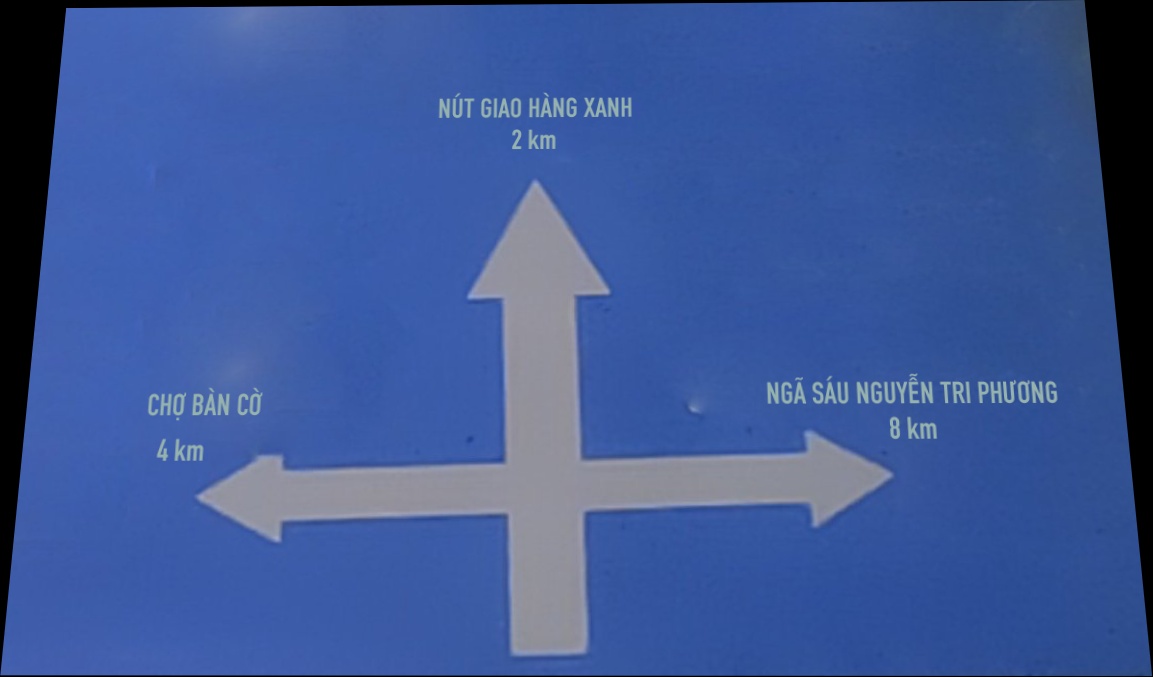 NÚT GIAO HÀNG XANH
2 km
CHỢ BÀN CỜ
4 km
NGÃ SÁU NGUYỄN TRI PHƯƠNG
8 km